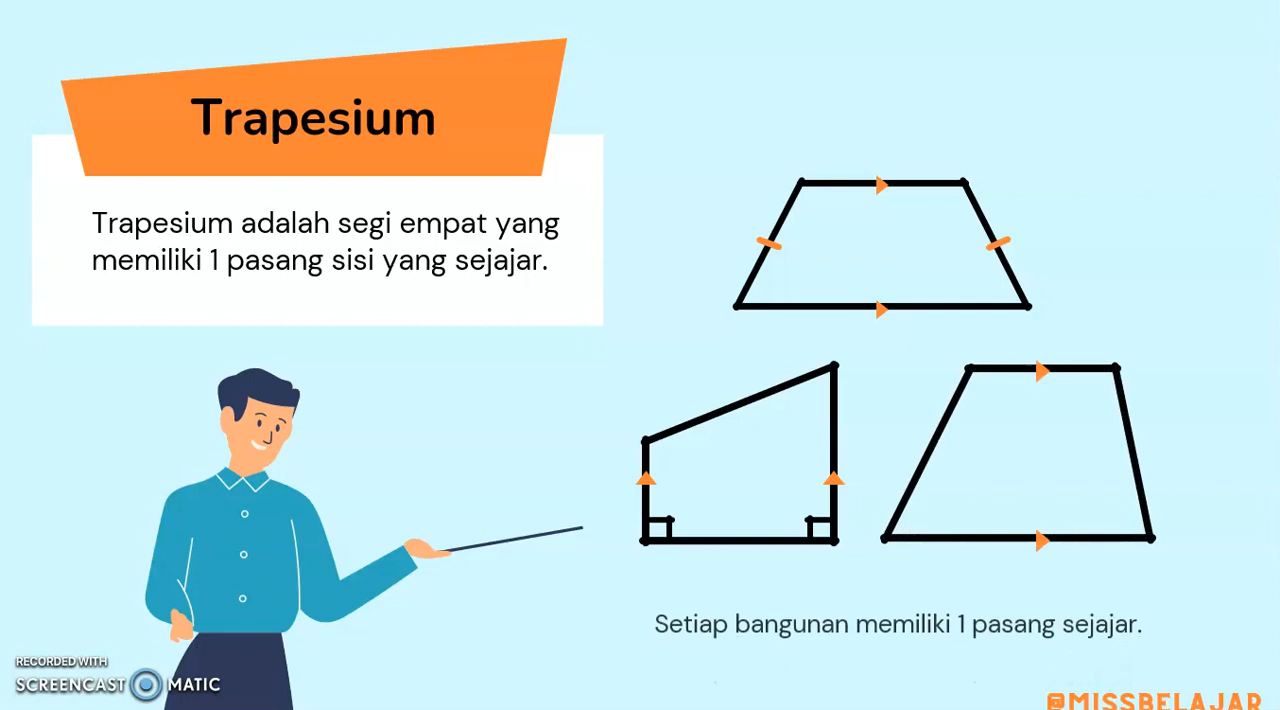 Trapesium
Trapesium adalah segi empat yang
memiliki 1 pasang sisi yang sejajar.
Setiap bangunan memiliki 1 pasang sejajar.
RECORDED WITH
SCREENCAST MATIC
@MISSBELAJAR